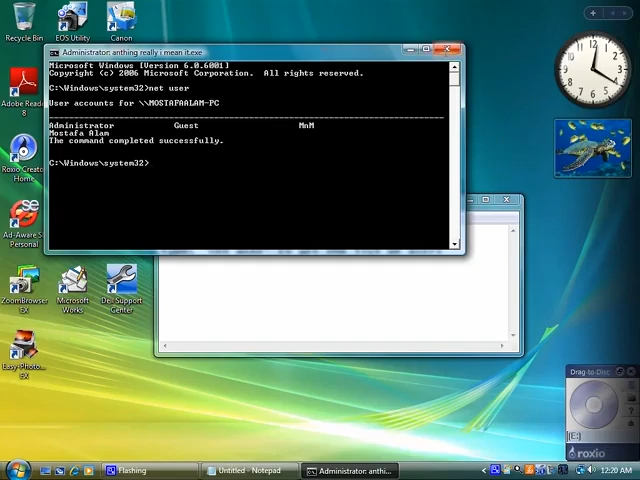 Recycle Bin
EOS Utility
Canon
Adobe Reade
8
Roxio Creato
Home
Ad-Aware S
Personal
ZoomBrowser
EX
Microsoft
Works
Dell Support
Center
Easy-Photo...
EX
Administrator: anthing really i mean it.exe
Microsoft Windows [Version 6.0.6001]
Copyright (c) 2006 Microsoft Corporation.  All rights reserved.
C:\Windows\system32>net user
User accounts for \\MOSTAFAALAM-PC
Administrator Guest MnM
Mostafa Alam
The command completed successfully.
C:\Windows\system32>
Drag-to-Disc
(E:)
roxio
Flashing
Untitled - Notepad
Administrator: anthi...
12:20 AM